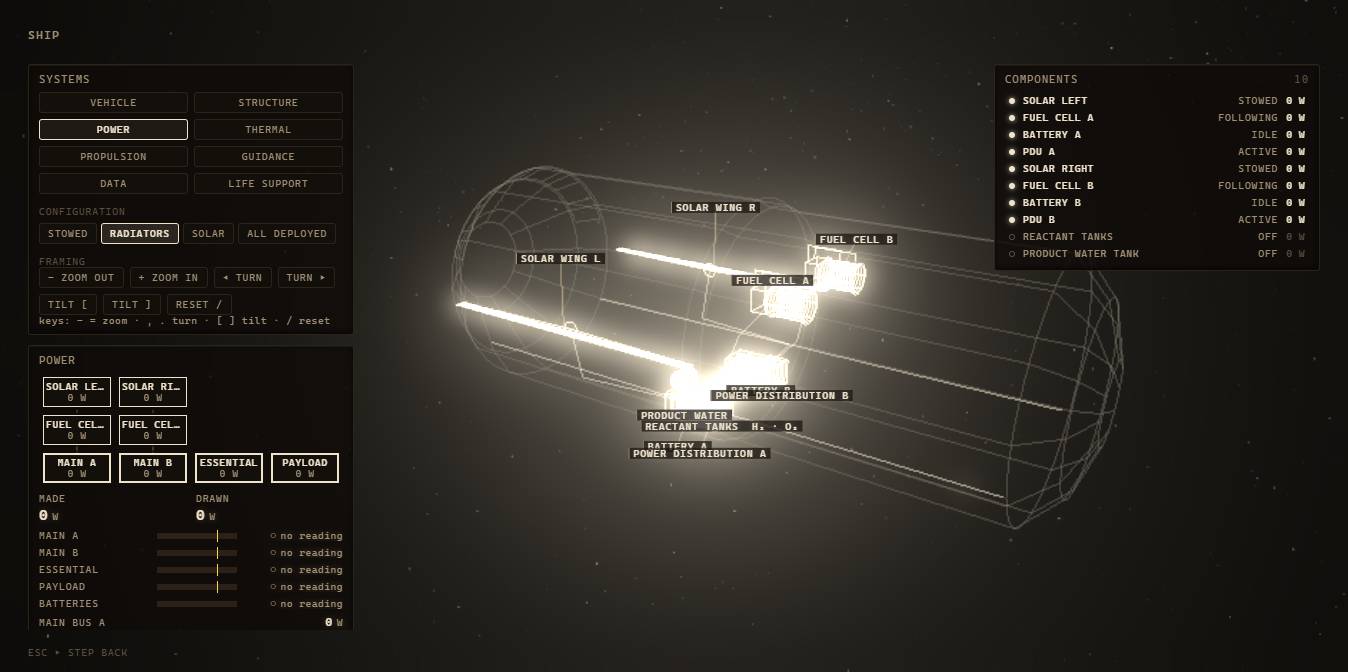 SHIP
SYSTEMS
VEHICLE
STRUCTURE
POWER
THERMAL
PROPULSION
GUIDANCE
DATA
LIFE SUPPORT
CONFIGURATION
STOWED
RADIATORS
SOLAR
ALL DEPLOYED
FRAMING
− ZOOM OUT
+ ZOOM IN
◂ TURN
TURN ▸
TILT [
TILT ]
RESET /
keys: − = zoom · , . turn · [ ] tilt · / reset
POWER
SOLAR LE…
0 W
SOLAR RI…
0 W
FUEL CEL…
0 W
FUEL CEL…
0 W
MAIN A
0 W
MAIN B
0 W
ESSENTIAL
0 W
PAYLOAD
0 W
MADE
0 W
DRAWN
0 W
MAIN A ○ no reading
MAIN B ○ no reading
ESSENTIAL ○ no reading
PAYLOAD ○ no reading
BATTERIES ○ no reading
MAIN BUS A 0 W
ESC ▸ STEP BACK
SOLAR WING R
SOLAR WING L
FUEL CELL B
FUEL CELL A
BATTERY B
POWER DISTRIBUTION B
PRODUCT WATER
REACTANT TANKS H₂ · O₂
BATTERY A
POWER DISTRIBUTION A
COMPONENTS 10
SOLAR LEFT STOWED 0 W
FUEL CELL A FOLLOWING 0 W
BATTERY A IDLE 0 W
PDU A ACTIVE 0 W
SOLAR RIGHT STOWED 0 W
FUEL CELL B FOLLOWING 0 W
BATTERY B IDLE 0 W
PDU B ACTIVE 0 W
REACTANT TANKS OFF 0 W
PRODUCT WATER TANK OFF 0 W